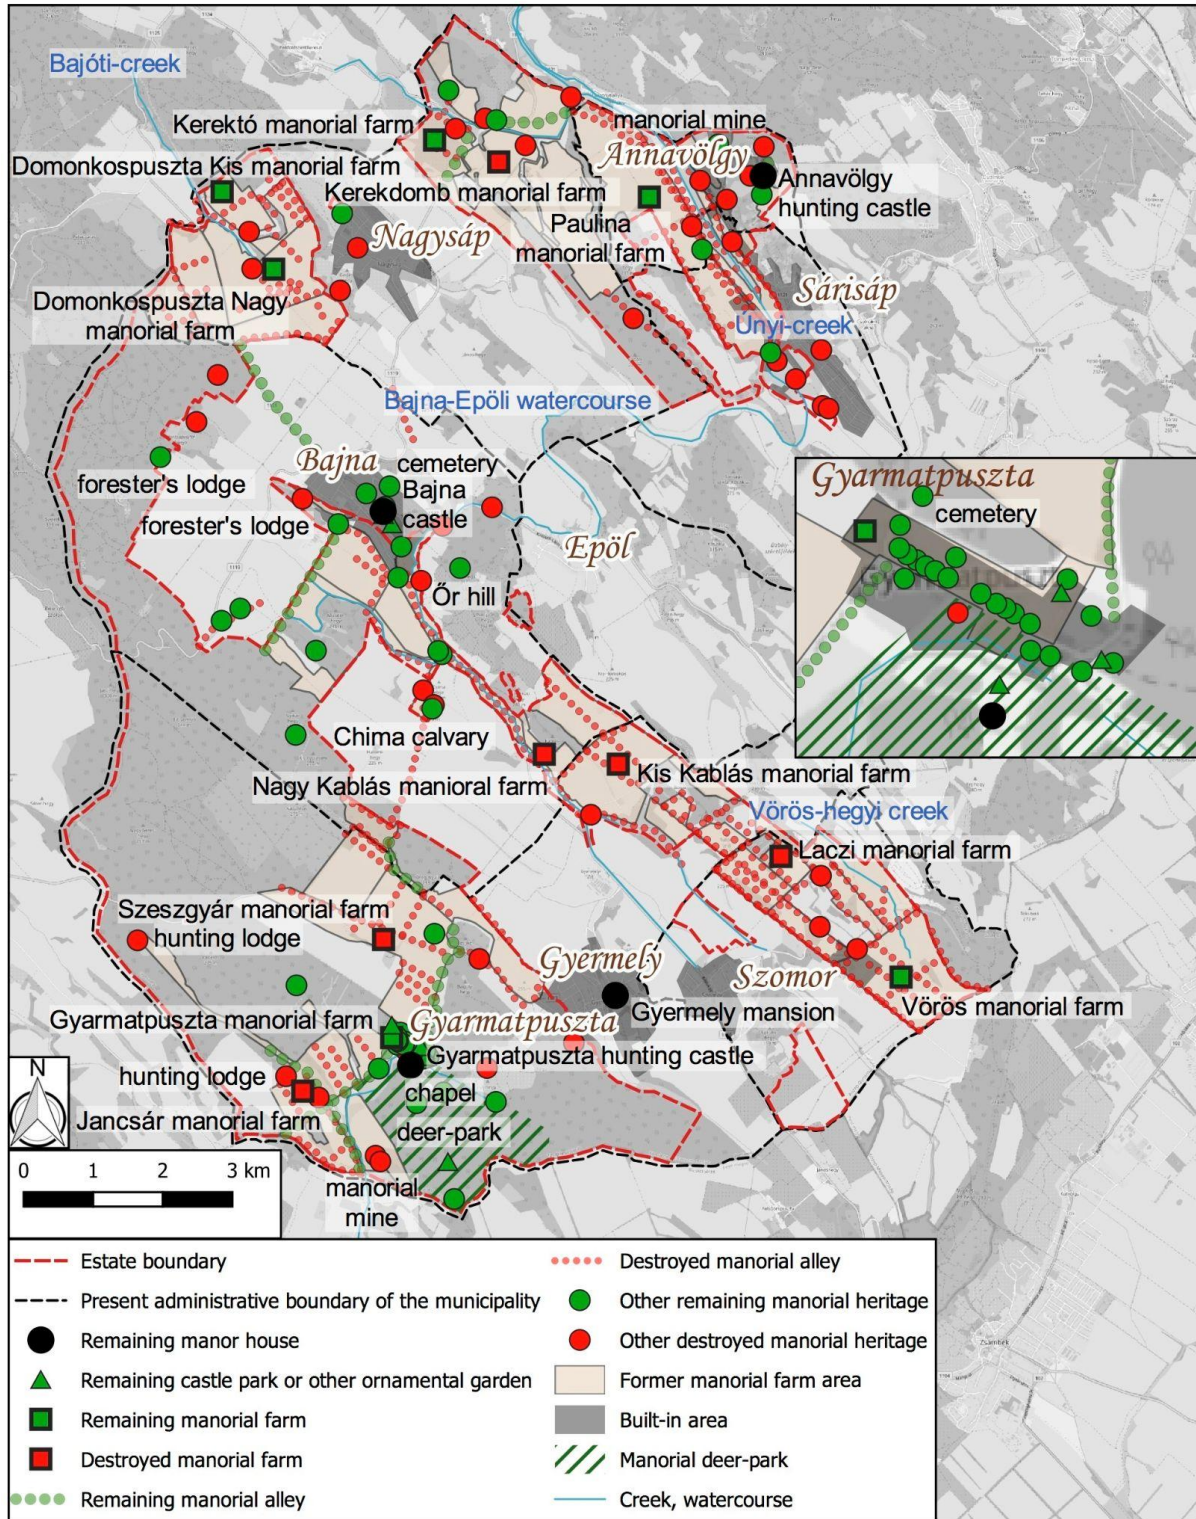 Bajóti-creek
Kerektó manorial farm
manorial mine
Annavölgy
Domonkospuszta Kis manorial farm
Kerekdomb manorial farm
Annavölgy
hunting castle
Paulina
manorial farm
Nagysáp
Sárisáp
Domonkospuszta Nagy
manorial farm
Únyi-creek
Bajna-Epöli watercourse
Bajna
cemetery
Bajna
castle
forester's lodge
forester's lodge
Epöl
Őr hill
Gyarmatpuszta
cemetery
Chima calvary
Nagy Kablás manioral farm
Kis Kablás manorial farm
Vörös-hegyi creek
Laczi manorial farm
Szeszgyár manorial farm
hunting lodge
Gyermely
Szomor
Vörös manorial farm
Gyermely mansion
Gyarmatpuszta manorial farm
Gyarmatpuszta
Gyarmatpuszta hunting castle
hunting lodge
chapel
Jancsár manorial farm
deer-park
manorial
mine
Zsámbék
N
0 1 2 3 km
Estate boundary
Present administrative boundary of the municipality
Remaining manor house
Remaining castle park or other ornamental garden
Remaining manorial farm
Destroyed manorial farm
Remaining manorial alley
Destroyed manorial alley
Other remaining manorial heritage
Other destroyed manorial heritage
Former manorial farm area
Built-in area
Manorial deer-park
Creek, watercourse